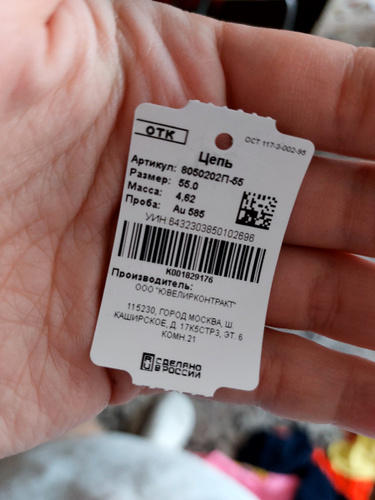 ОТК
ОСТ 117-3-002-95
Цепь
Артикул: 8050202П-55
Размер: 55.0
Масса: 4,62
Проба: Au 585
УИН:6432303850102696
К001829176
Производитель:
ООО "ЮВЕЛИРКОНТРАКТ"
115230, ГОРОД МОСКВА, Ш.
КАШИРСКОЕ, Д. 17К5СТР3, ЭТ. 6
КОМН.21
СДЕЛАНО
В РОССИИ